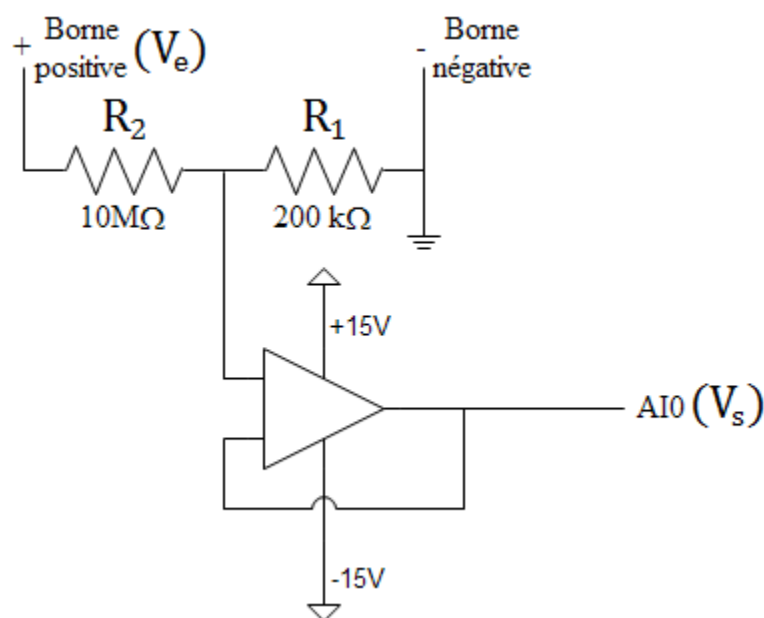 + Borne positive (Vₑ)
- Borne négative
R₂
R₁
10MΩ
200 kΩ
+15V
AI0 (Vₛ)
-15V